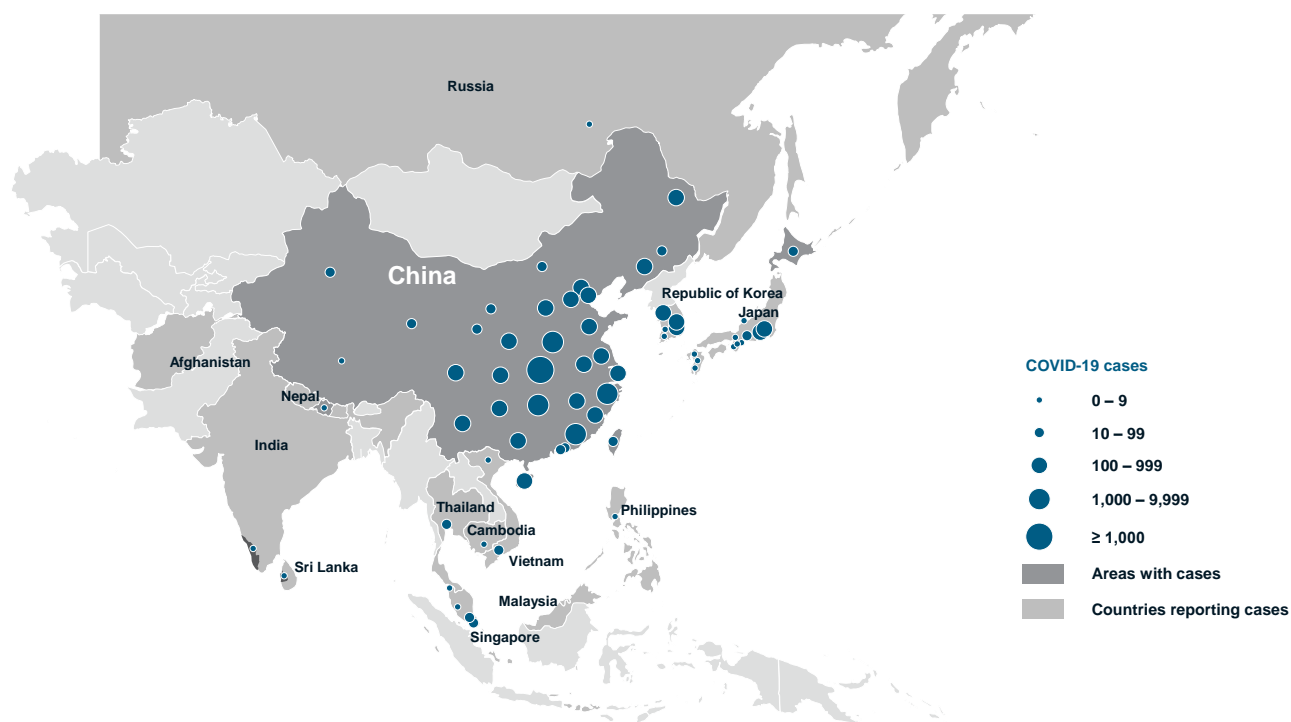 Russia
China
Republic of Korea
Japan
Afghanistan
Nepal
India
Thailand
Philippines
Cambodia
Vietnam
Sri Lanka
Malaysia
Singapore
COVID-19 cases
0 – 9
10 – 99
100 – 999
1,000 – 9,999
≥ 1,000
Areas with cases
Countries reporting cases